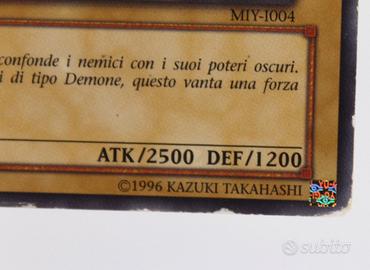 MIY-I004
confonde i nemici con i suoi poteri oscuri.
i di tipo Demone, questo vanta una forza
ATK/2500 DEF/1200
©1996 KAZUKI TAKAHASHI
subito